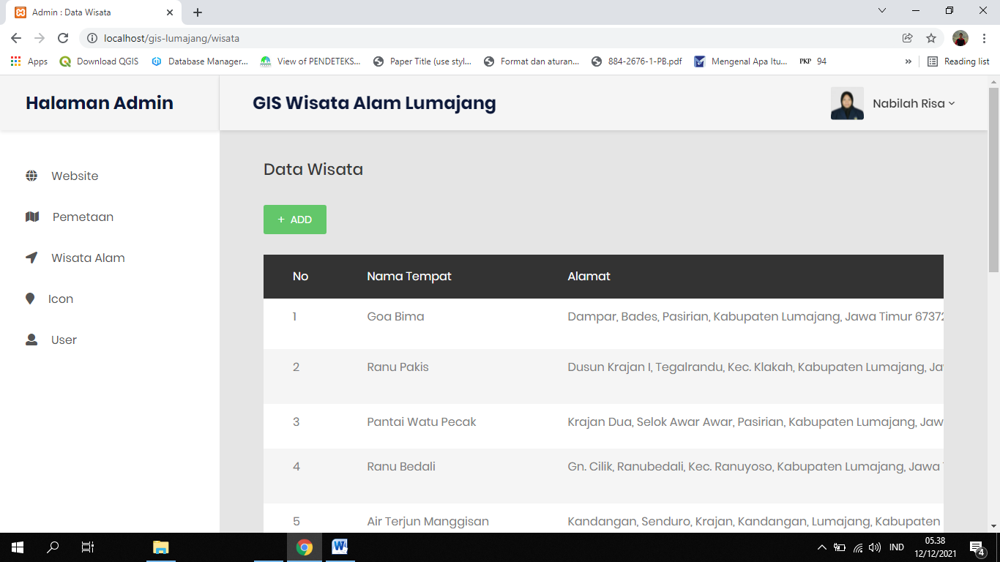 Admin : Data Wisata
localhost/gis-lumajang/wisata
Apps Download QGIS Database Manager... View of PENDETEKS... Paper Title (use styl... Format dan aturan... 884-2676-1-PB.pdf Mengenal Apa Itu... PKP 94 » Reading list
Halaman Admin
GIS Wisata Alam Lumajang
Nabilah Risa
Website
Pemetaan
Wisata Alam
Icon
User
Data Wisata
+ ADD
No Nama Tempat Alamat
1 Goa Bima Dampar, Bades, Pasirian, Kabupaten Lumajang, Jawa Timur 67372
2 Ranu Pakis Dusun Krajan I, Tegalrandu, Kec. Klakah, Kabupaten Lumajang, Ja
3 Pantai Watu Pecak Krajan Dua, Selok Awar Awar, Pasirian, Kabupaten Lumajang, Jaw
4 Ranu Bedali Gn. Cilik, Ranubedali, Kec. Ranuyoso, Kabupaten Lumajang, Jawa
5 Air Terjun Manggisan Kandangan, Senduro, Krajan, Kandangan, Lumajang, Kabupaten
IND
05.38
12/12/2021
4